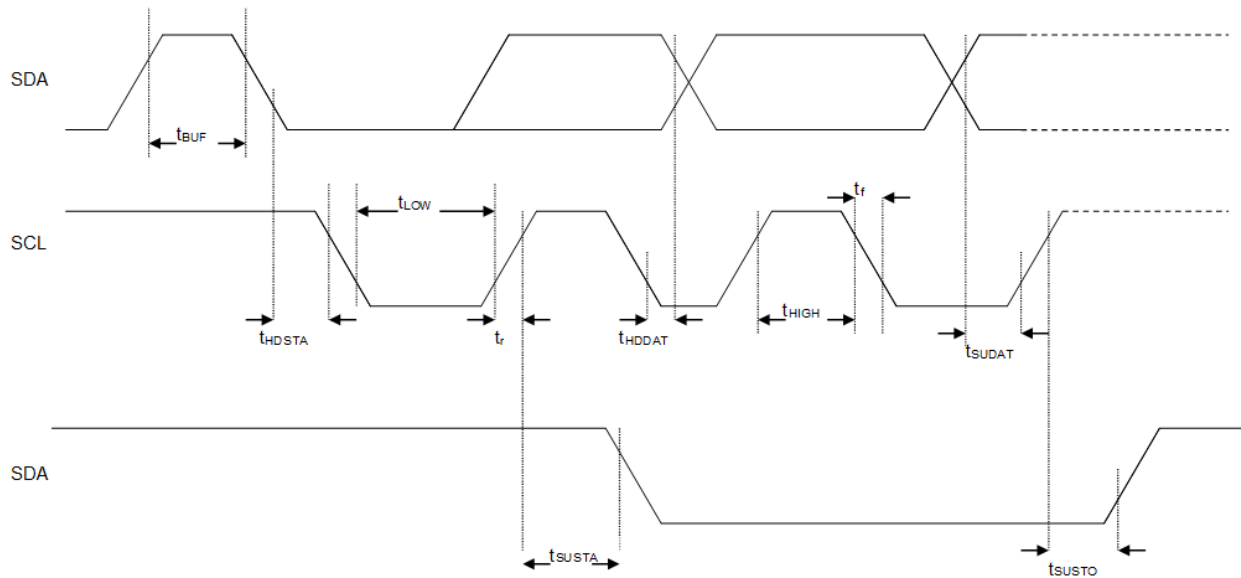 SDA
tBUF
tLOW
tf
SCL
tHDSTA
tr
tHDDAT
tHIGH
tSUDAT
SDA
tSUSTA
tSUSTO